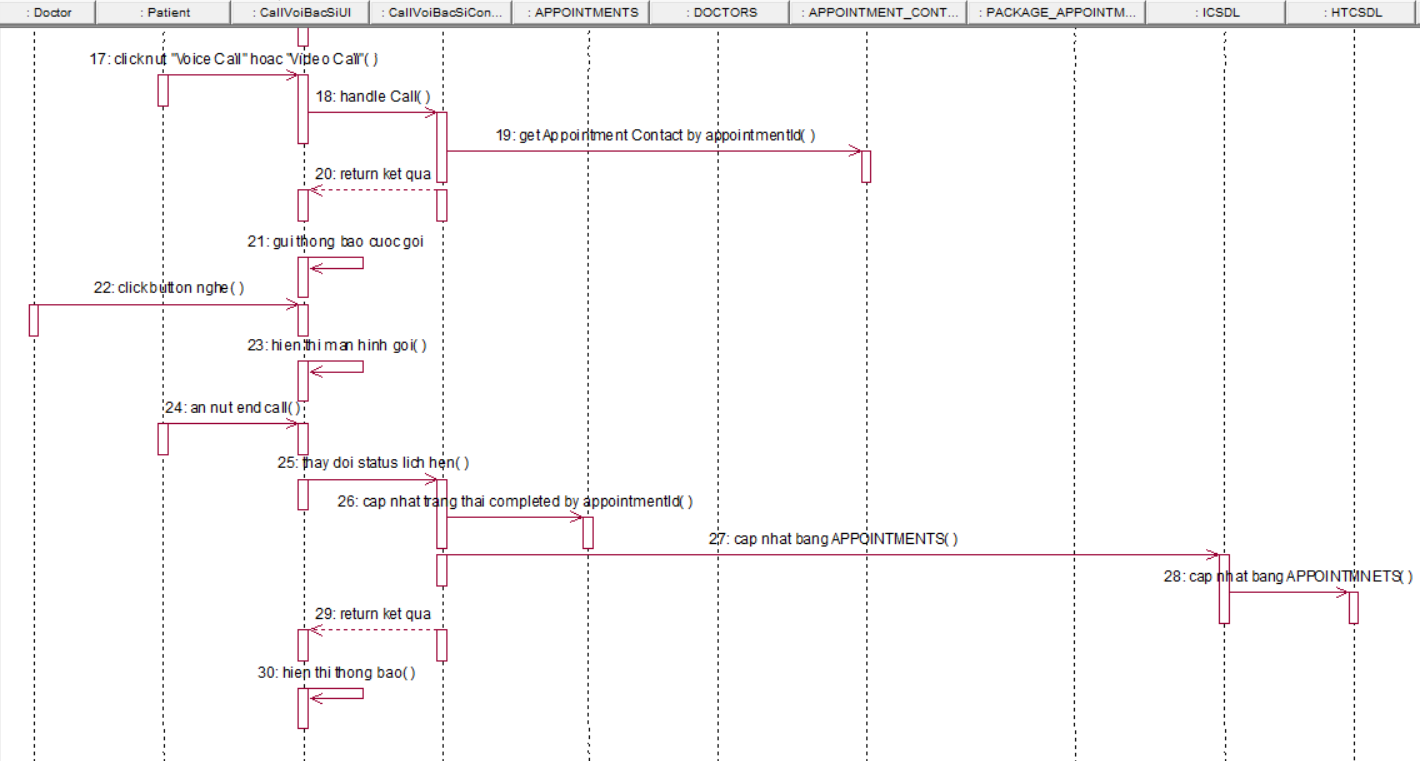 : Doctor
: Patient
: CallVoiBacSiUI
: CallVoiBacSiCon...
: APPOINTMENTS
: DOCTORS
: APPOINTMENT_CONT...
: PACKAGE_APPOINTM...
: ICSDL
: HTCSDL
17: click nut "Voice Call" hoac "Video Call"( )
18: handle Call( )
19: get Appointment Contact by appointmentId( )
20: return ket qua
21: gui thong bao cuoc goi
22: click button nghe( )
23: hien thi man hinh goi( )
24: an nut end call( )
25: thay doi status lich hen( )
26: cap nhat trang thai completed by appointmentId( )
27: cap nhat bang APPOINTMENTS( )
28: cap nhat bang APPOINTMNETS( )
29: return ket qua
30: hien thi thong bao( )